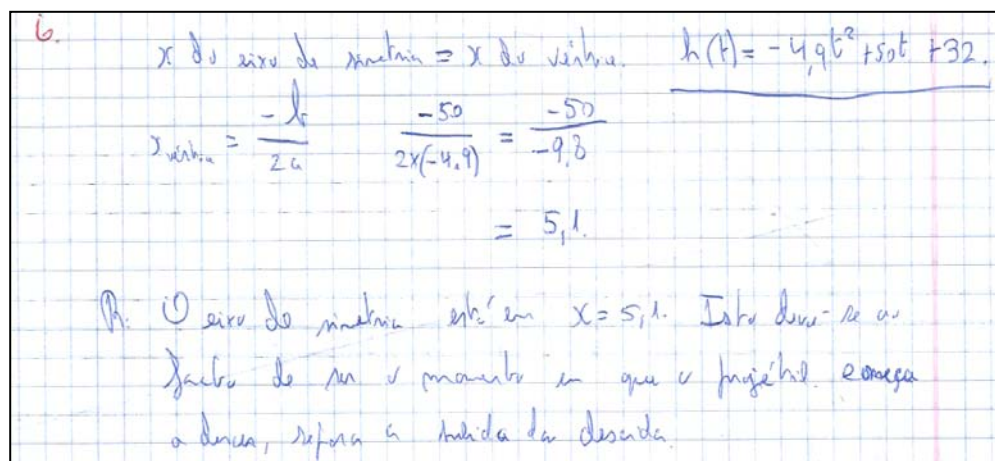 6.
x do eixo de simetria = x do vértice. h(t) = -4,9t² + 50t + 32.
x vértice = -b/2a   -50/2x(-4,9) = -50/-9,8
= 5,1.
R: O eixo de simetria está em x = 5,1. Isto deve-se ao
facto de ser o momento em que o projétil começa
a descer, separa a subida da descida.